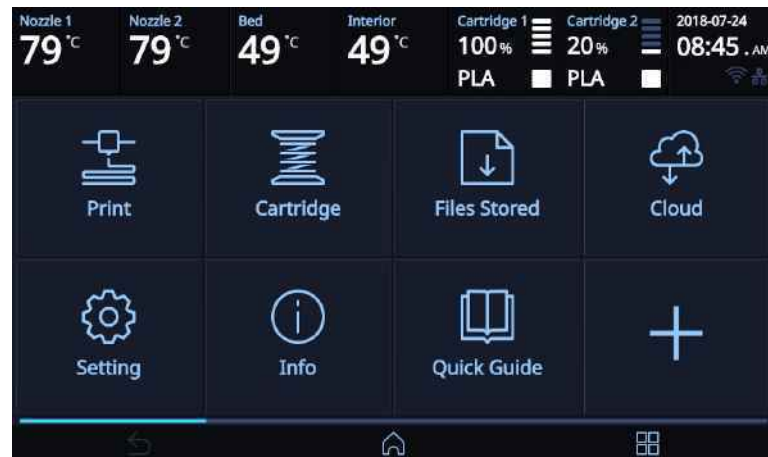 Nozzle 1 Nozzle 2 Bed Interior Cartridge 1 Cartridge 2 2018-07-24
79 °C 79 °C 49 °C 49 °C 100 % 20 % 08:45 . AM
PLA PLA
Print Cartridge Files Stored Cloud
Setting Info Quick Guide